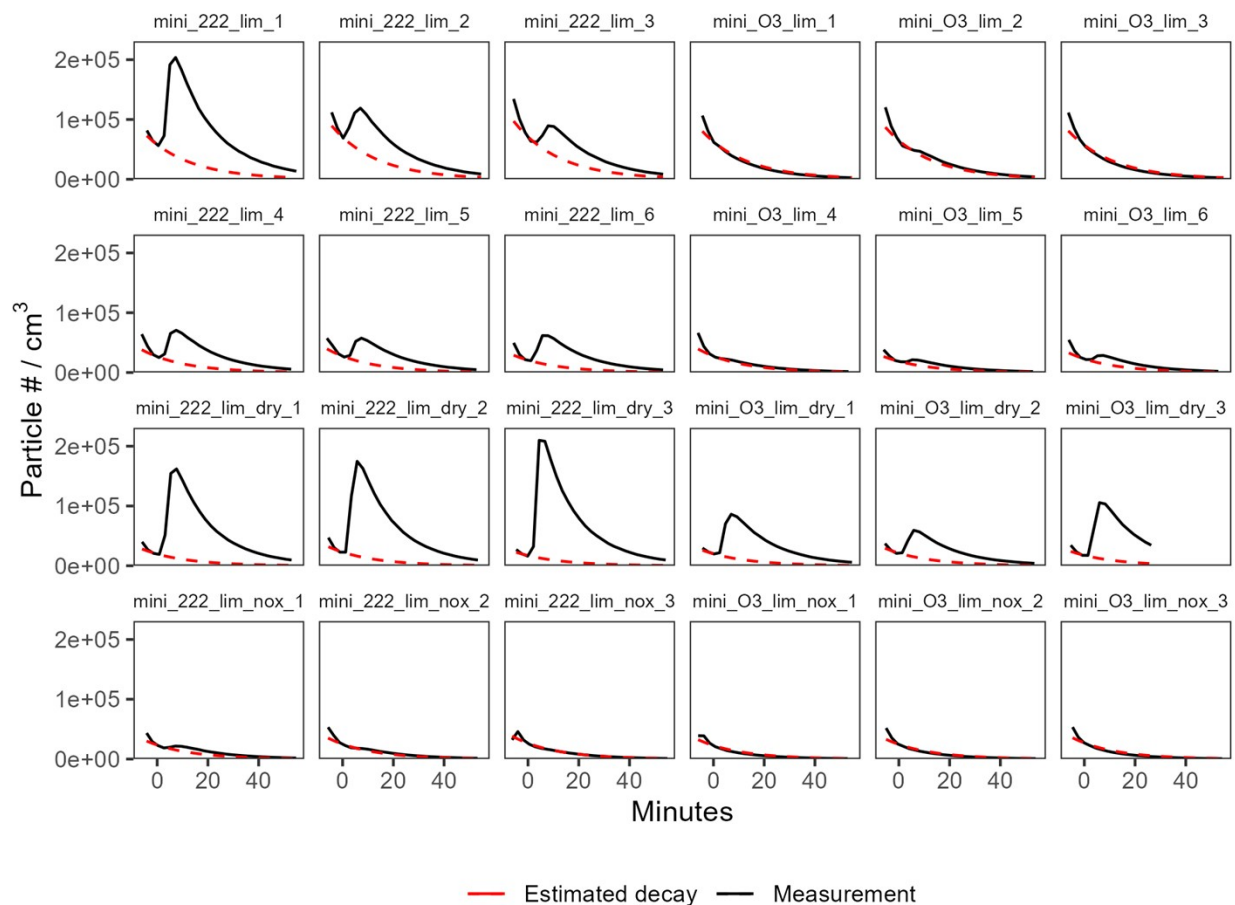 mini_222_lim_1 mini_222_lim_2 mini_222_lim_3 mini_O3_lim_1 mini_O3_lim_2 mini_O3_lim_3
2e+05
1e+05
0e+00
mini_222_lim_4 mini_222_lim_5 mini_222_lim_6 mini_O3_lim_4 mini_O3_lim_5 mini_O3_lim_6
2e+05
1e+05
0e+00
mini_222_lim_dry_1 mini_222_lim_dry_2 mini_222_lim_dry_3 mini_O3_lim_dry_1 mini_O3_lim_dry_2 mini_O3_lim_dry_3
2e+05
1e+05
0e+00
mini_222_lim_nox_1 mini_222_lim_nox_2 mini_222_lim_nox_3 mini_O3_lim_nox_1 mini_O3_lim_nox_2 mini_O3_lim_nox_3
2e+05
1e+05
0e+00
Particle # / cm³
0 20 40 0 20 40 0 20 40 0 20 40 0 20 40 0 20 40
Minutes
Estimated decay Measurement